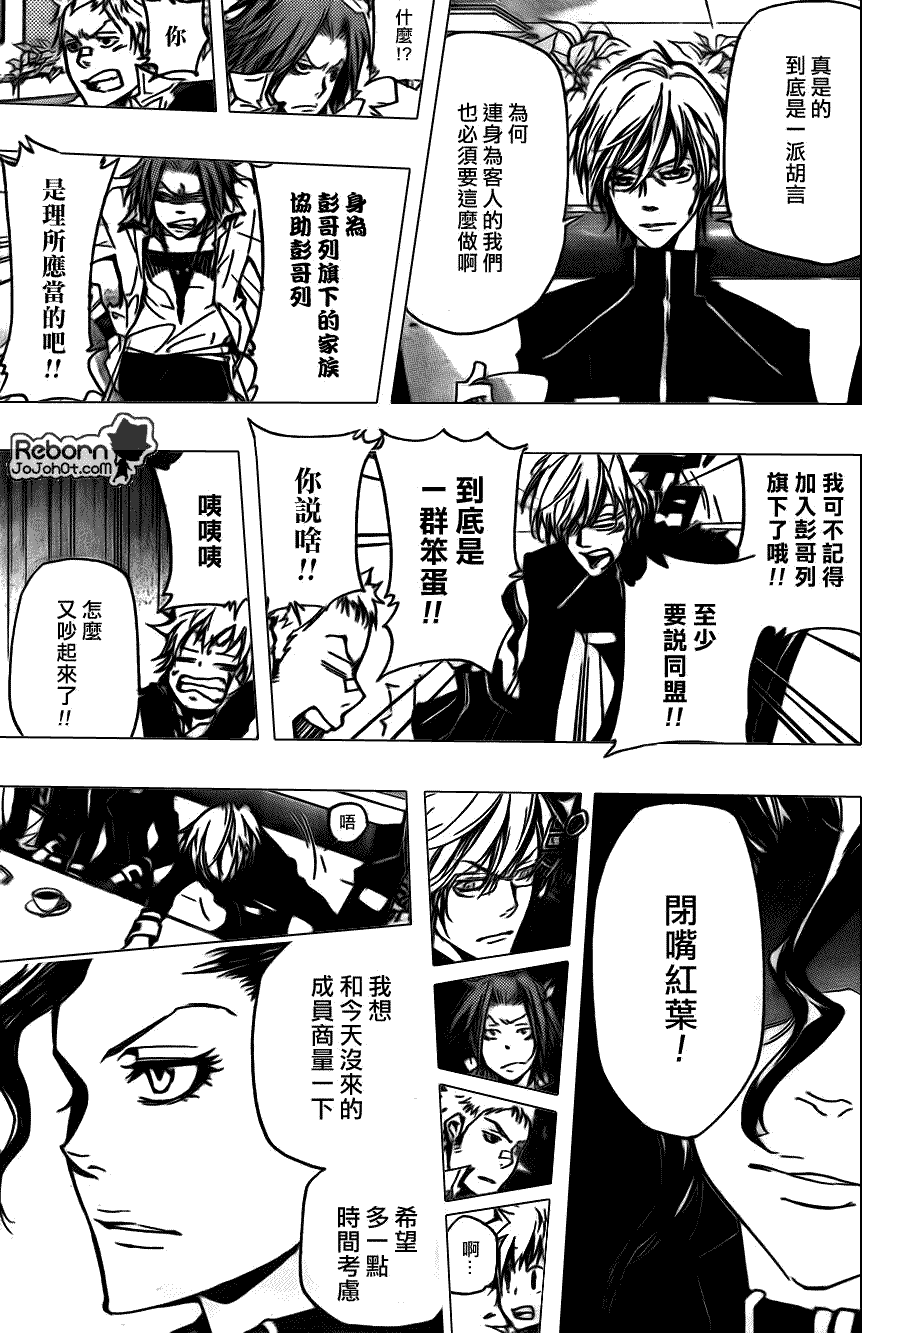 真是的
到底是一派胡言
為何
連身為客人的我們
也必須要這麼做啊
什麼!?
你
身為
彭哥列旗下的家族
協助彭哥列
是理所應當的吧!!
我可不記得
加入彭哥列
旗下了哦!!
至少
要説同盟!!
到底是
一群笨蛋!!
你説啥!!
咦咦咦
怎麼
又吵起來了!!
Reborn
JoJohot.com
閉嘴紅葉!
唔
啊…
我想
和今天沒來的
成員商量一下
希望
多一點
時間考慮